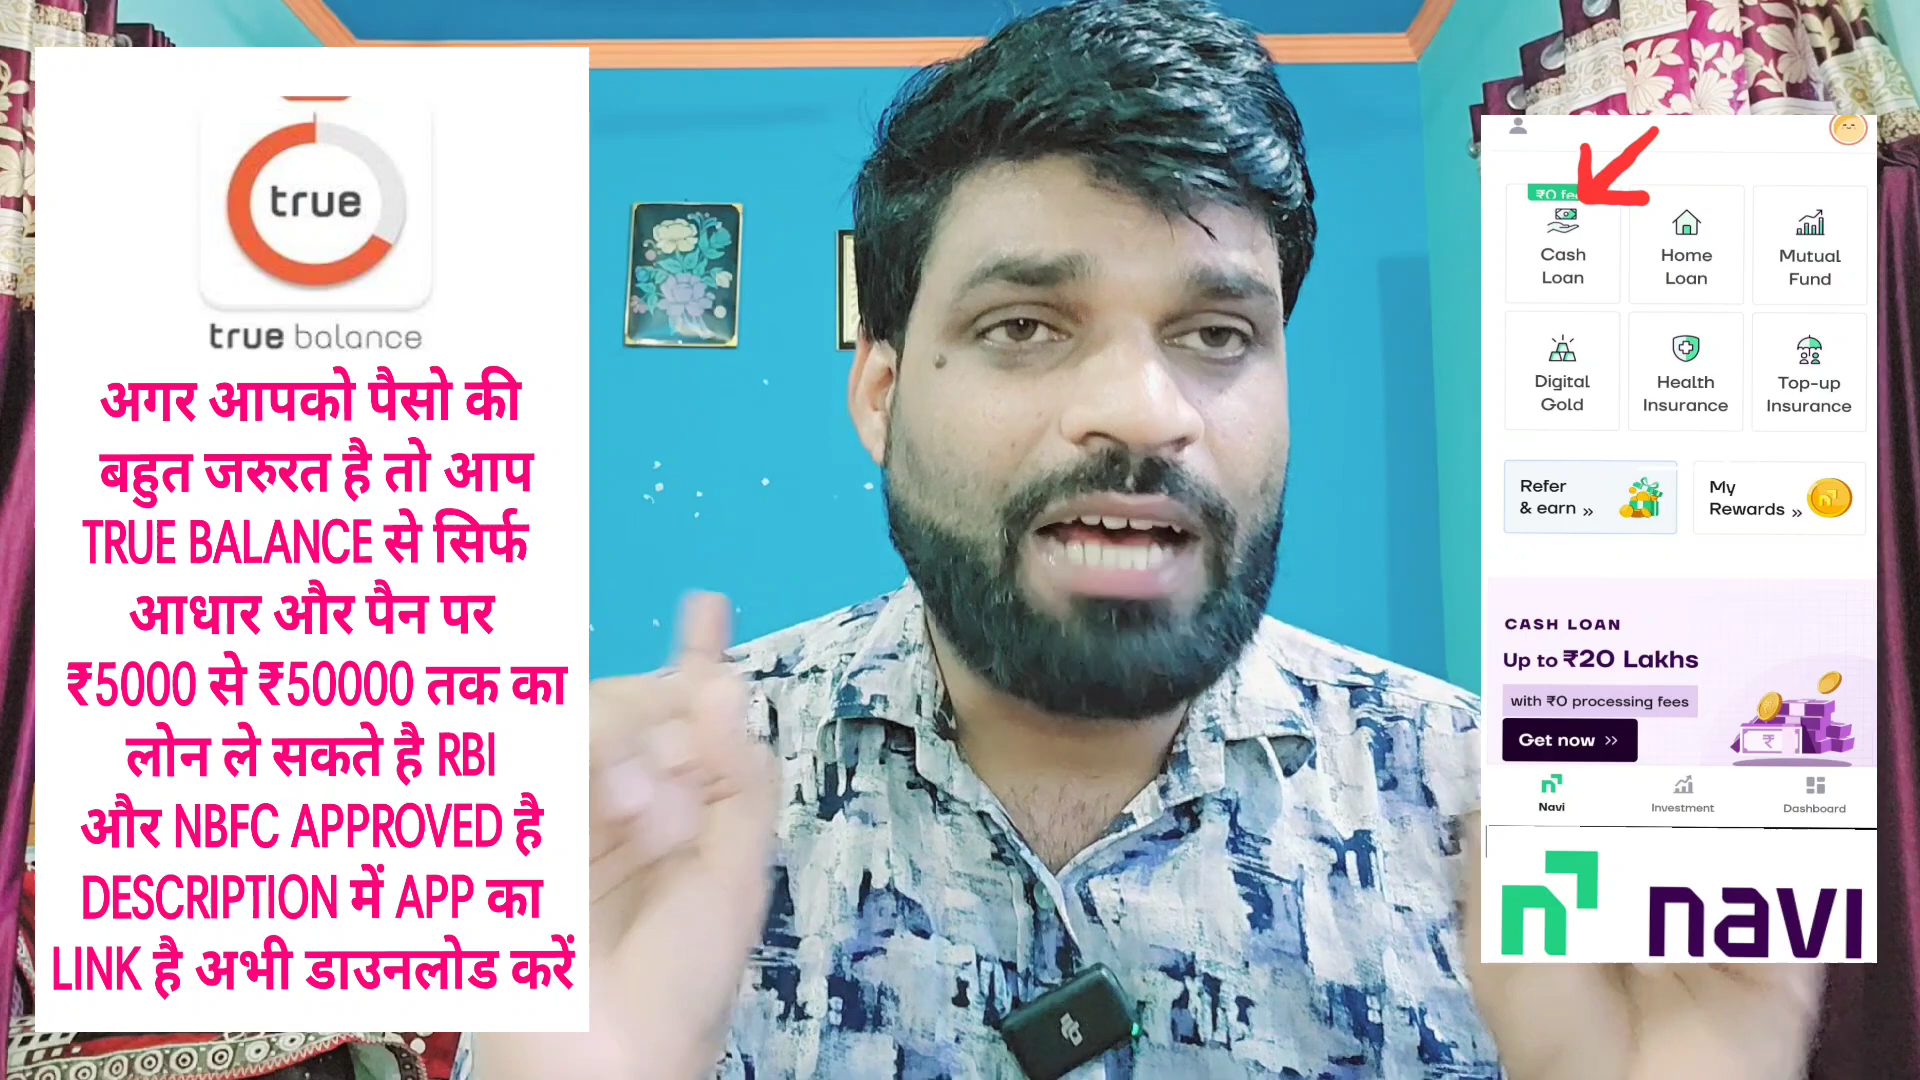 true
true balance
अगर आपको पैसो की
बहुत जरुरत है तो आप
TRUE BALANCE से सिर्फ
आधार और पैन पर
₹5000 से ₹50000 तक का
लोन ले सकते है RBI
और NBFC APPROVED है
DESCRIPTION में APP का
LINK है अभी डाउनलोड करें
₹0 fe
Cash
Loan
Home
Loan
Mutual
Fund
Digital
Gold
Health
Insurance
Top-up
Insurance
Refer
& earn »
My
Rewards »
CASH LOAN
Up to ₹20 Lakhs
with ₹0 processing fees
Get now »
Navi
Investment
Dashboard
navi